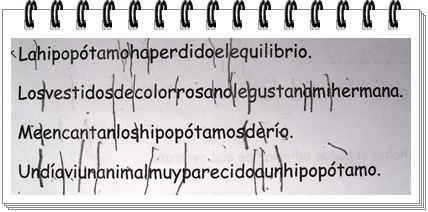 Lahipopótamohaperdidoelequilibrio.
Losvestidosdecolorrosanolegustanamihermana.
Meencantanloshipopótamosderío.
Undíaviunanimalmuyparecidoaunhipopótamo.